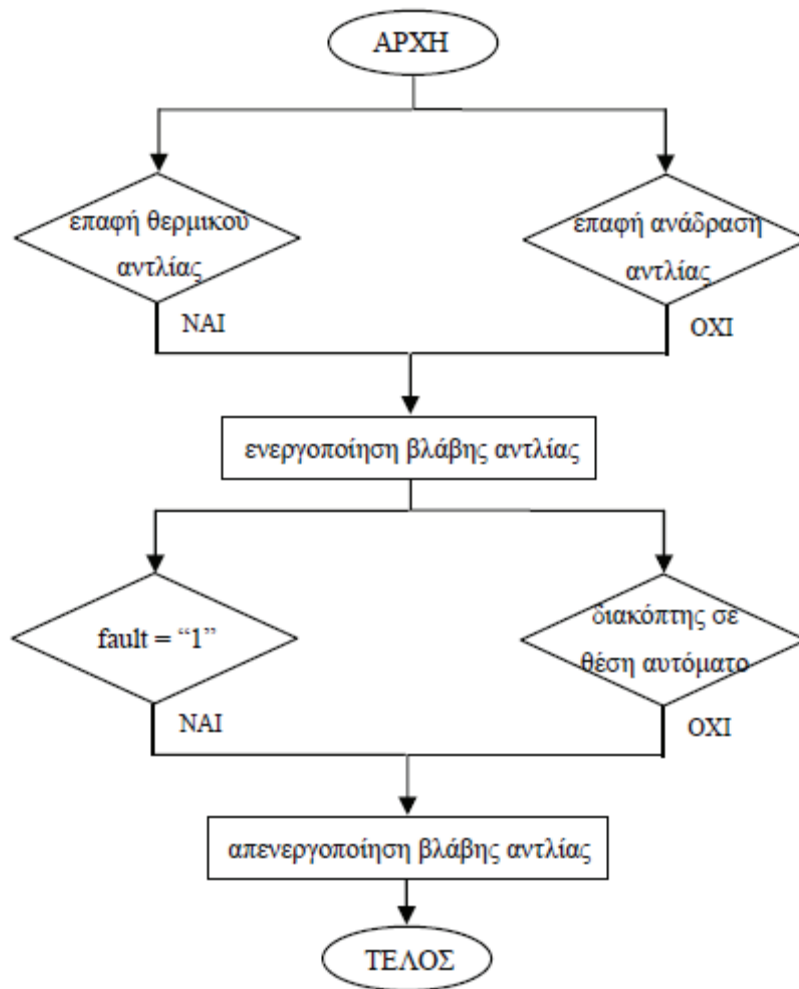 ΑΡΧΗ
επαφή θερμικού
αντλίας
επαφή ανάδραση
αντλίας
ΝΑΙ
ΟΧΙ
ενεργοποίηση βλάβης αντλίας
fault = “1”
διακόπτης σε
θέση αυτόματο
ΝΑΙ
ΟΧΙ
απενεργοποίηση βλάβης αντλίας
ΤΕΛΟΣ